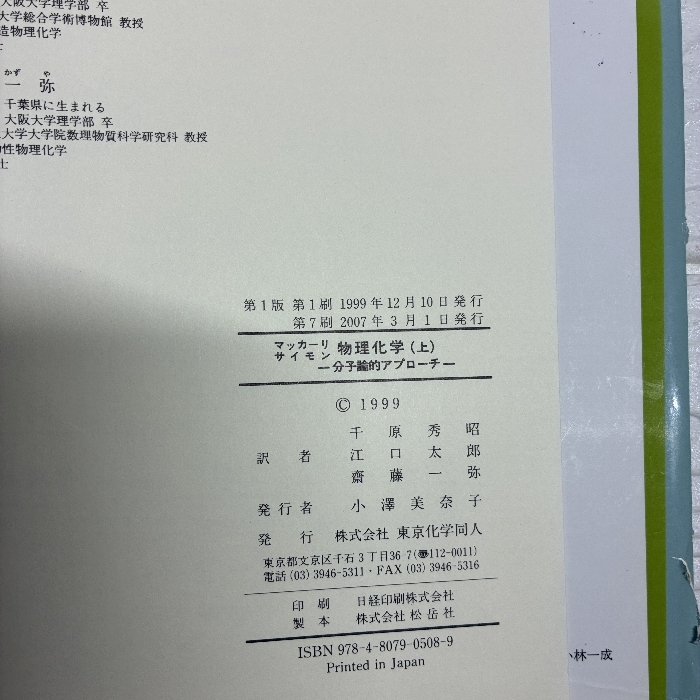 大阪大学理学部 卒
大学総合学術博物館 教授
造物理化学
士
かず や
一 弥
千葉県に生まれる
大阪大学理学部 卒
大学大学院数理物質科学研究科 教授
性物理化学
士
第1版 第1刷 1999年12月10日発行
第7刷 2007年3月1日発行
マッカーリ
サイモン 物理化学(上)
―分子論的アプローチ―
© 1999
千原秀昭
訳者 江口太郎
齋藤一弥
発行者 小澤美奈子
発行 株式会社 東京化学同人
東京都文京区千石3丁目36-7(〠112-0011)
電話(03)3946-5311・FAX(03)3946-5316
印刷 日経印刷株式会社
製本 株式会社 松岳社
ISBN 978-4-8079-0508-9
Printed in Japan
小林一成